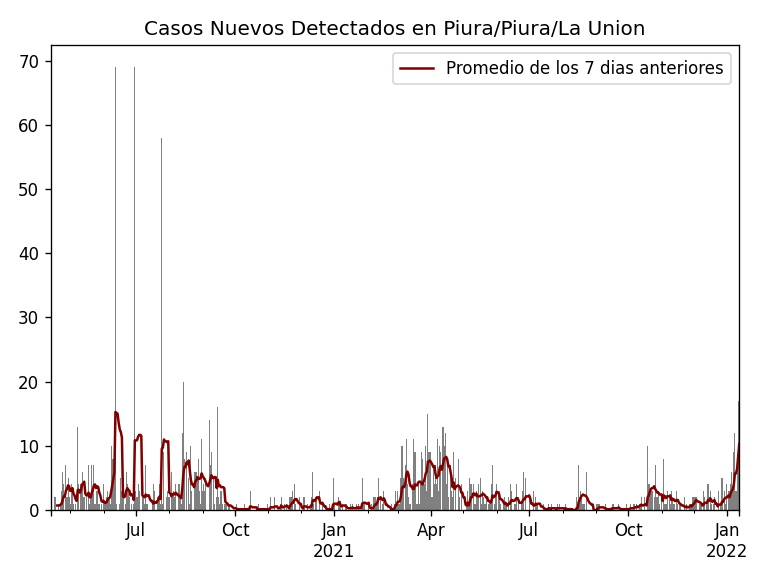 Casos Nuevos Detectados en Piura/Piura/La Union
Promedio de los 7 dias anteriores
70
60
50
40
30
20
10
0
Jul
Oct
Jan
2021
Apr
Jul
Oct
Jan
2022